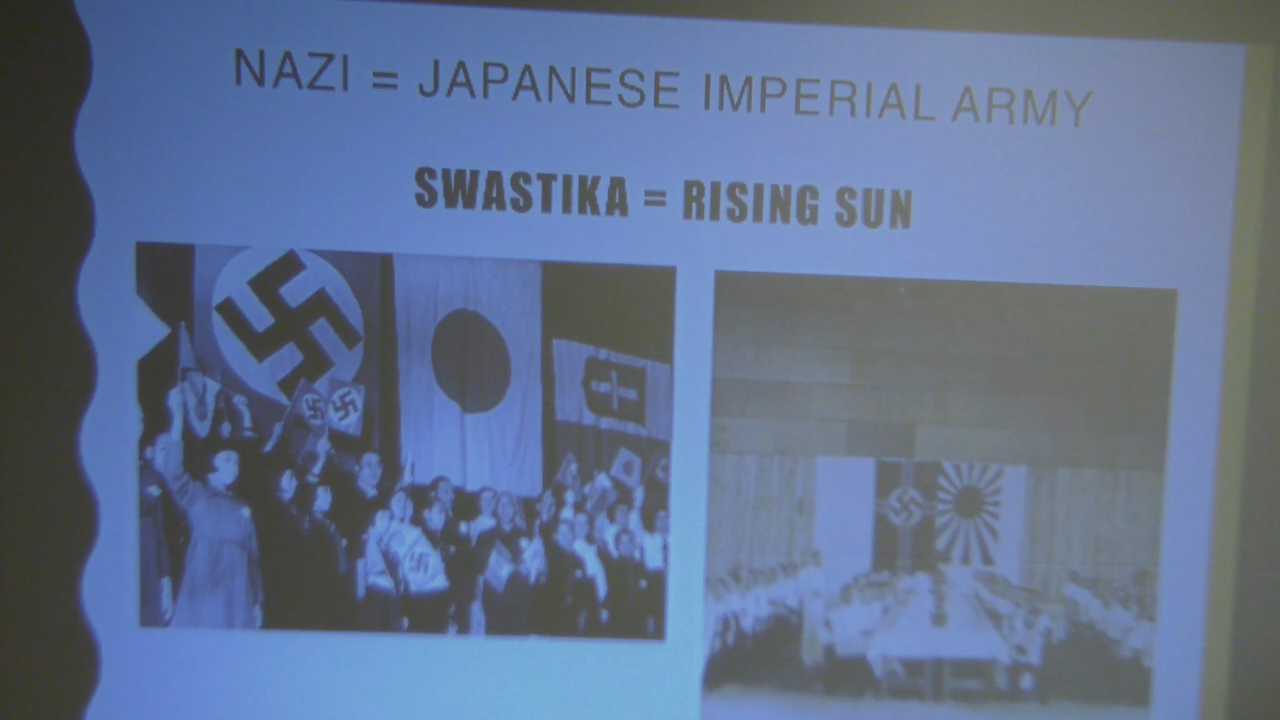 NAZI = JAPANESE IMPERIAL ARMY
SWASTIKA = RISING SUN